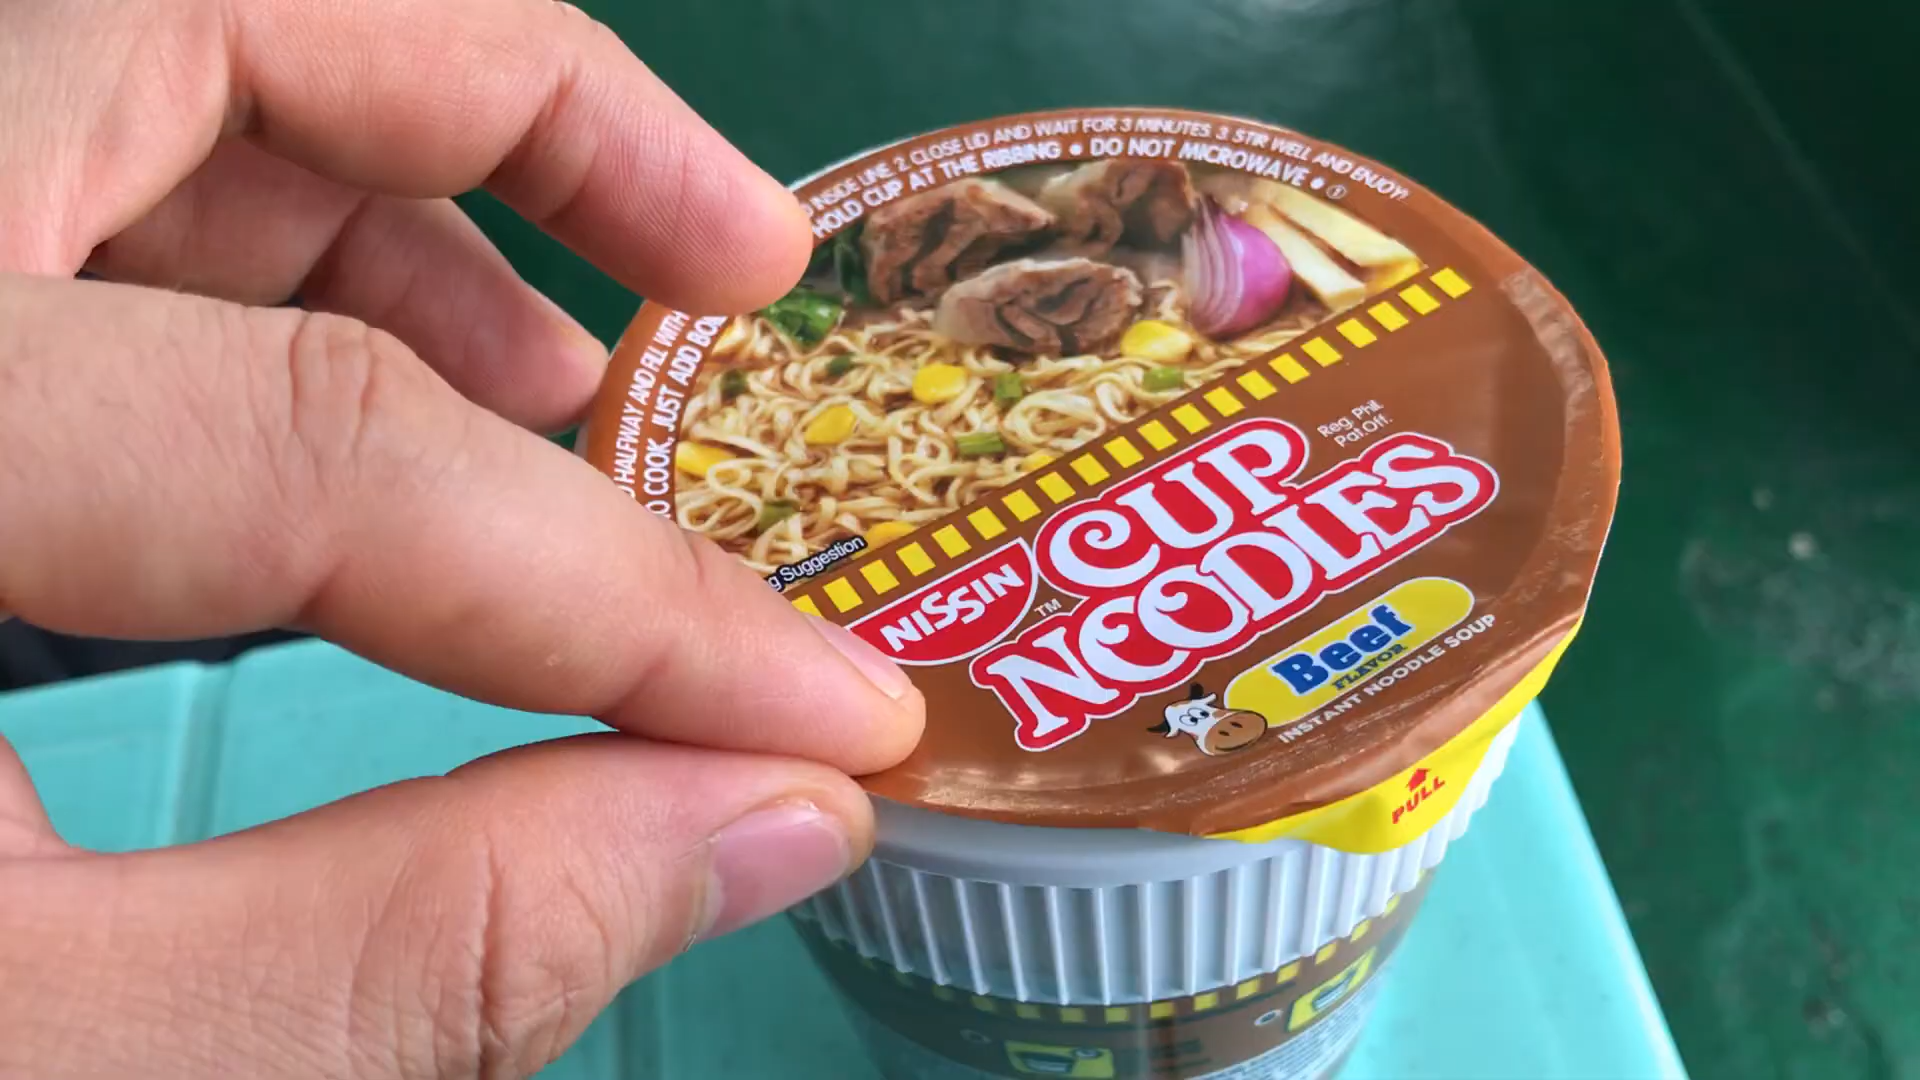 INSIDE LINE 2. CLOSE LID AND WAIT FOR 3 MINUTES 3. STIR WELL AND ENJOY!
HOLD CUP AT THE RIBBING • DO NOT MICROWAVE •
HALFWAY AND FILL WITH
COOK. JUST ADD
Suggestion
Reg. Phil.
Pat. Off.
NISSIN
CUP
NOODLES
TM
Beef
FLAVOR
INSTANT NOODLE SOUP
PULL